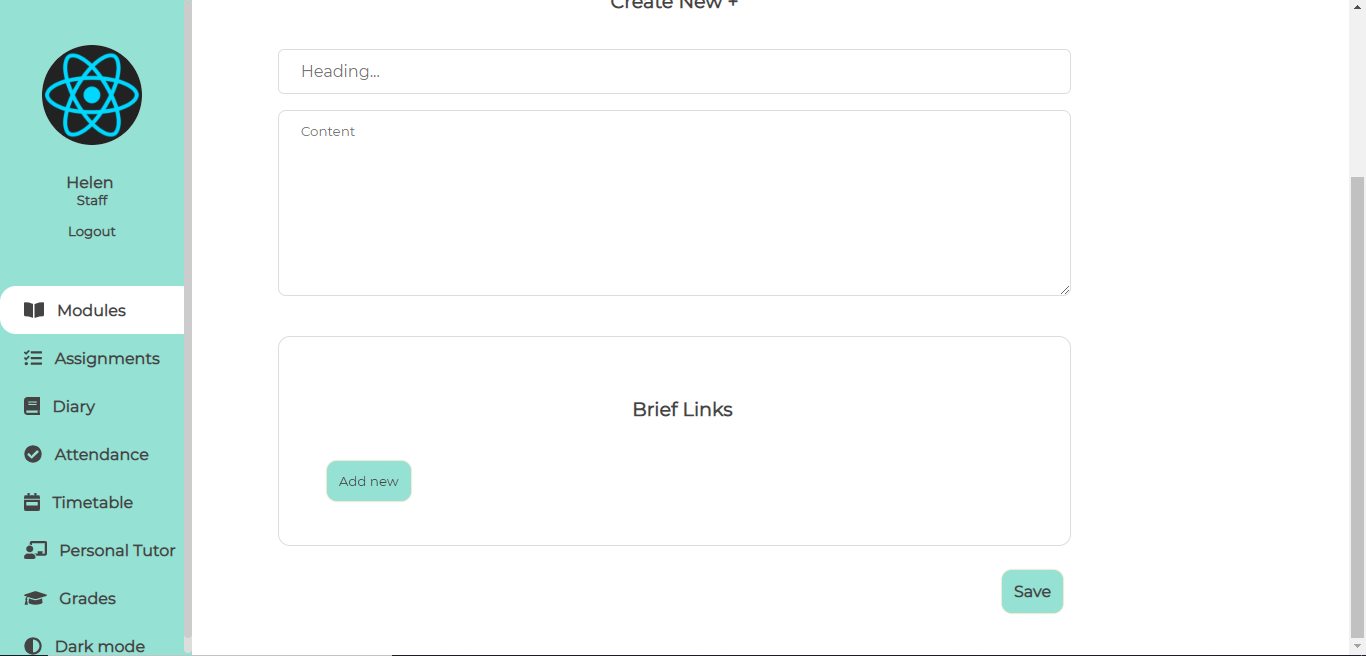 Create New +
Heading...
Content
Helen
Staff
Logout
Modules
Assignments
Diary
Attendance
Timetable
Personal Tutor
Grades
Dark mode
Brief Links
Add new
Save